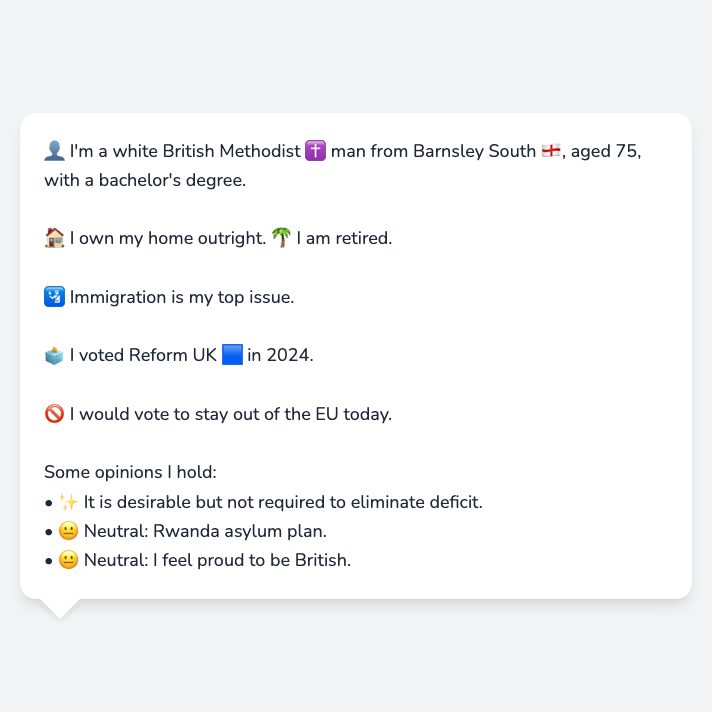 👤 I'm a white British Methodist ✝️ man from Barnsley South 🏴󠁧󠁢󠁥󠁮󠁧󠁿, aged 75,
with a bachelor's degree.
🏠 I own my home outright. 🌴 I am retired.
🛂 Immigration is my top issue.
🗳️ I voted Reform UK 🟦 in 2024.
🚫 I would vote to stay out of the EU today.
Some opinions I hold:
• ✨ It is desirable but not required to eliminate deficit.
• 😐 Neutral: Rwanda asylum plan.
• 😐 Neutral: I feel proud to be British.